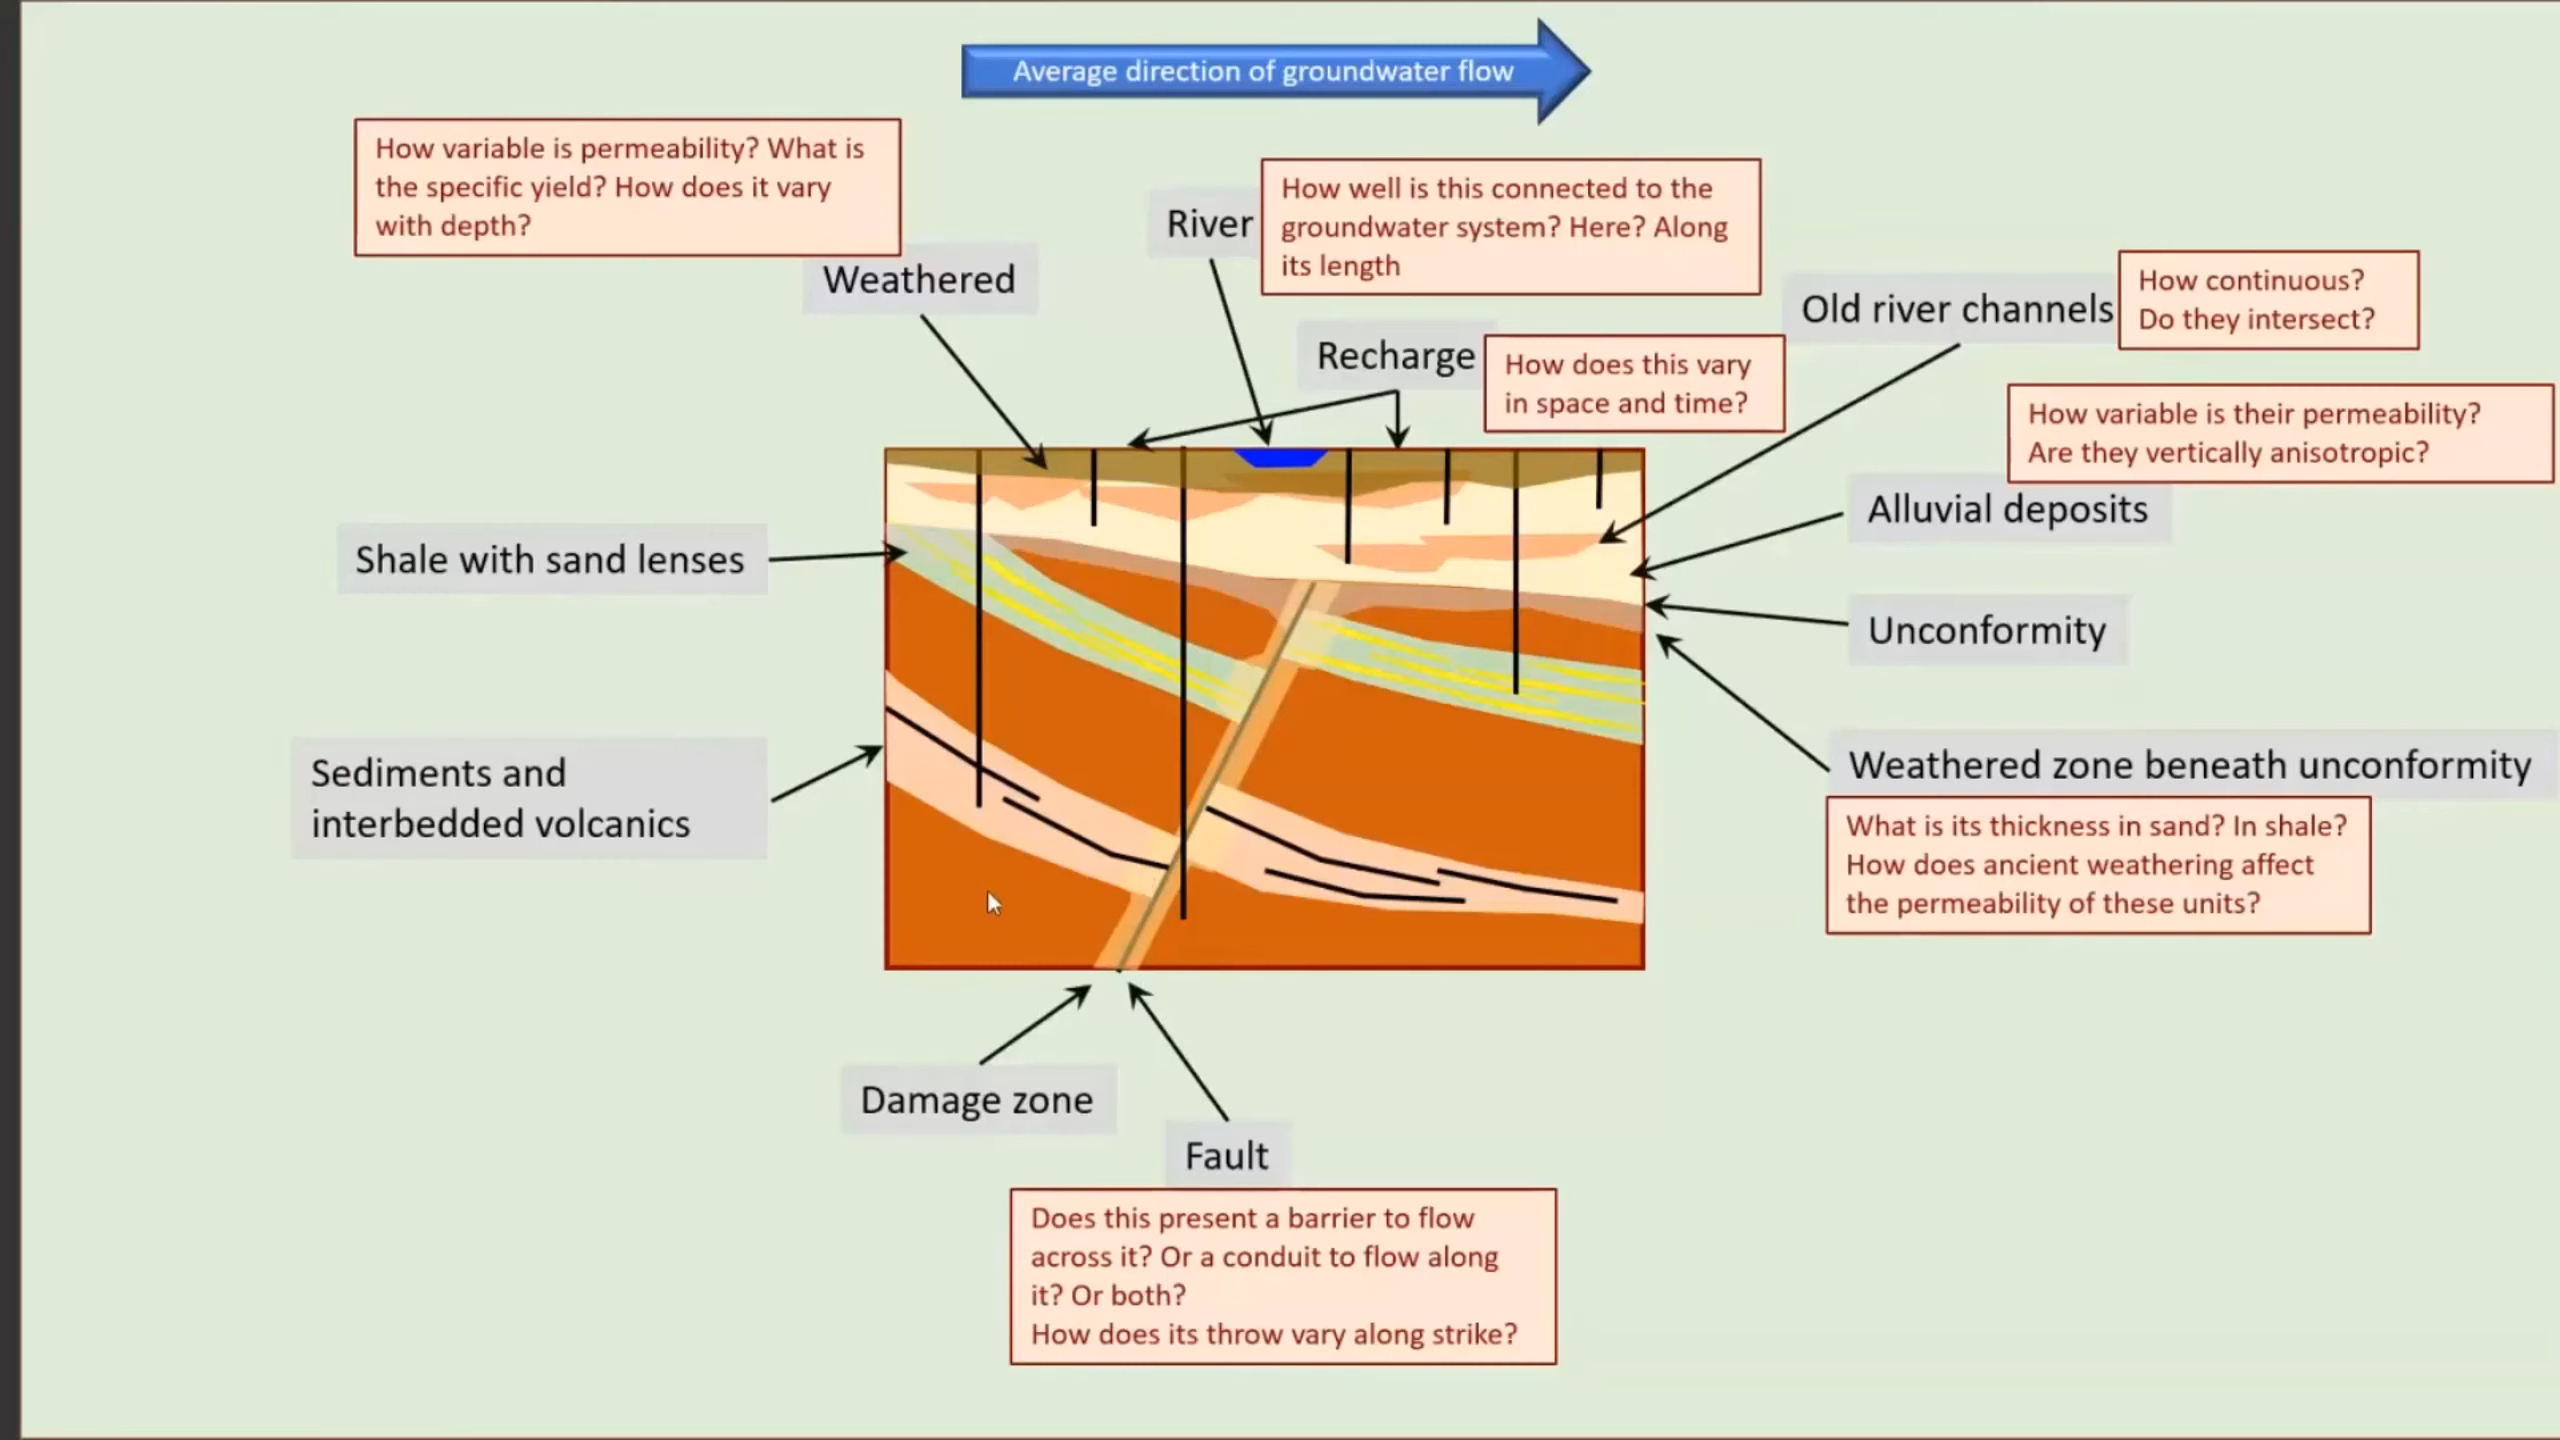 Average direction of groundwater flow
How variable is permeability? What is
the specific yield? How does it vary
with depth?
Weathered
River
How well is this connected to the
groundwater system? Here? Along
its length
Recharge
How does this vary
in space and time?
Old river channels
How continuous?
Do they intersect?
How variable is their permeability?
Are they vertically anisotropic?
Alluvial deposits
Shale with sand lenses
Unconformity
Sediments and
interbedded volcanics
Weathered zone beneath unconformity
What is its thickness in sand? In shale?
How does ancient weathering affect
the permeability of these units?
Damage zone
Fault
Does this present a barrier to flow
across it? Or a conduit to flow along
it? Or both?
How does its throw vary along strike?